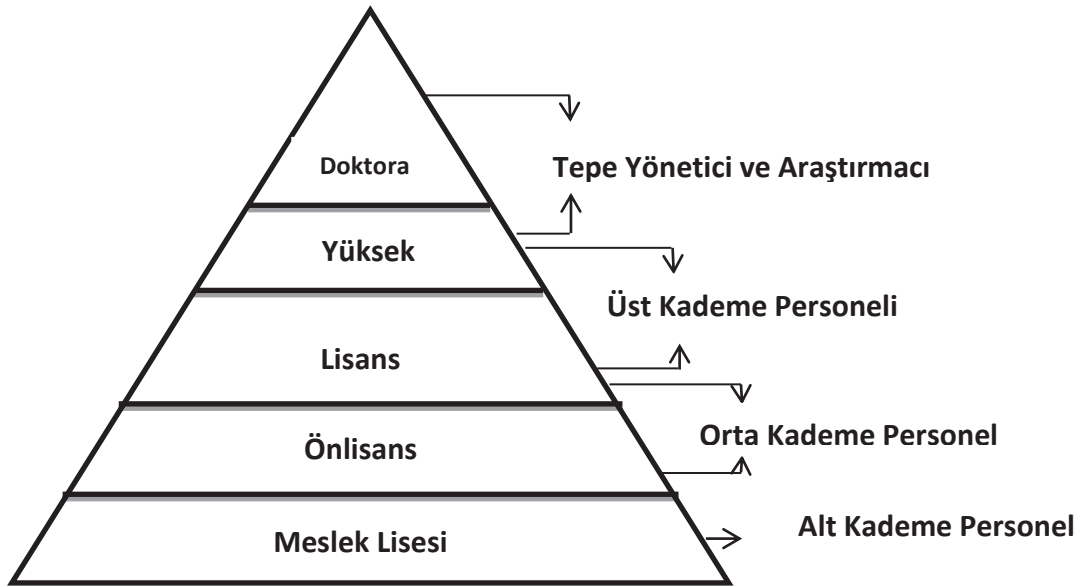 Doktora
Tepe Yönetici ve Araştırmacı
Yüksek
Üst Kademe Personeli
Lisans
Orta Kademe Personel
Önlisans
Alt Kademe Personel
Meslek Lisesi